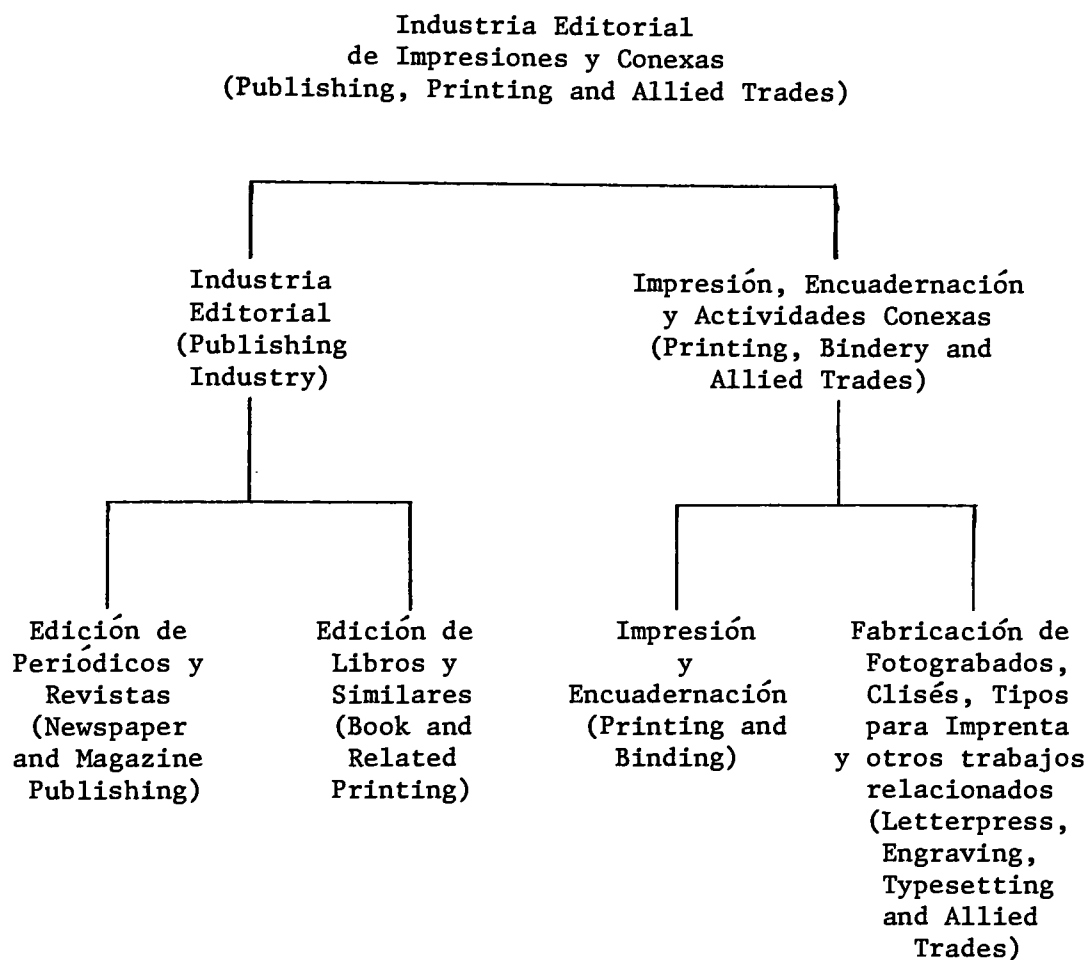 Industria Editorial
de Impresiones y Conexas
(Publishing, Printing and Allied Trades)
Industria
Editorial
(Publishing
Industry)
Impresión, Encuadernación
y Actividades Conexas
(Printing, Bindery and
Allied Trades)
Edición de
Periódicos y
Revistas
(Newspaper
and Magazine
Publishing)
Edición de
Libros y
Similares
(Book and
Related
Printing)
Impresión
y
Encuadernación
(Printing and
Binding)
Fabricación de
Fotograbados,
Clisés, Tipos
para Imprenta
y otros trabajos
relacionados
(Letterpress,
Engraving,
Typesetting
and Allied
Trades)